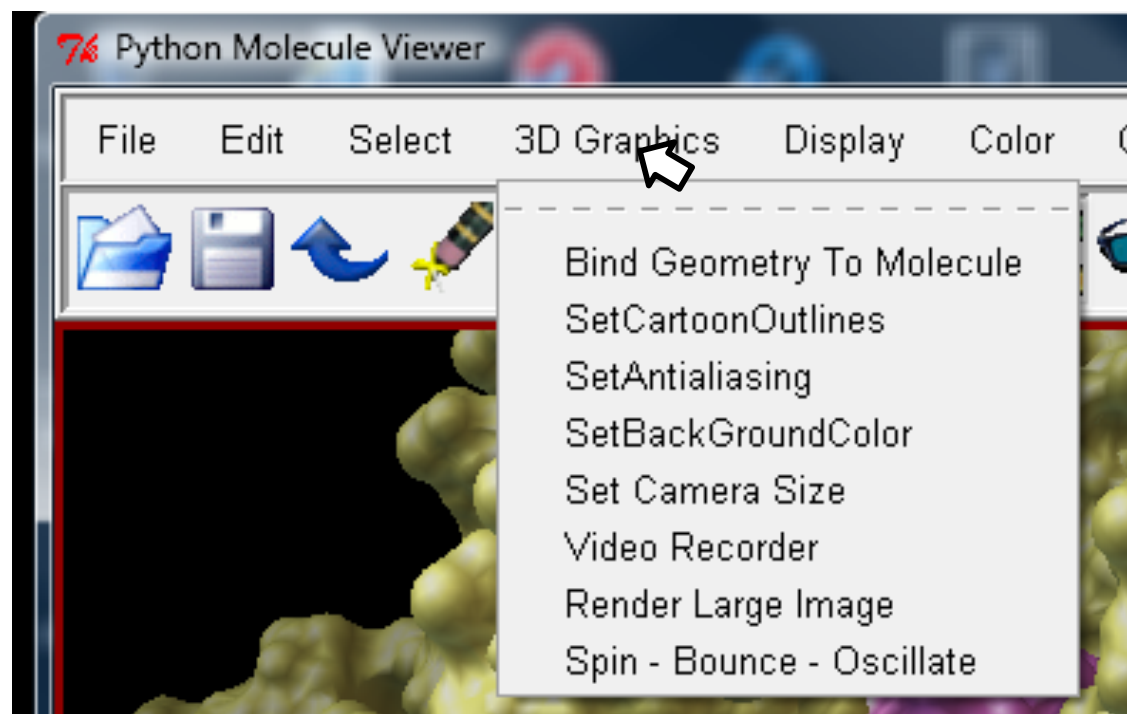 Python Molecule Viewer
File Edit Select 3D Graphics Display Color
Bind Geometry To Molecule
SetCartoonOutlines
SetAntialiasing
SetBackGroundColor
Set Camera Size
Video Recorder
Render Large Image
Spin - Bounce - Oscillate